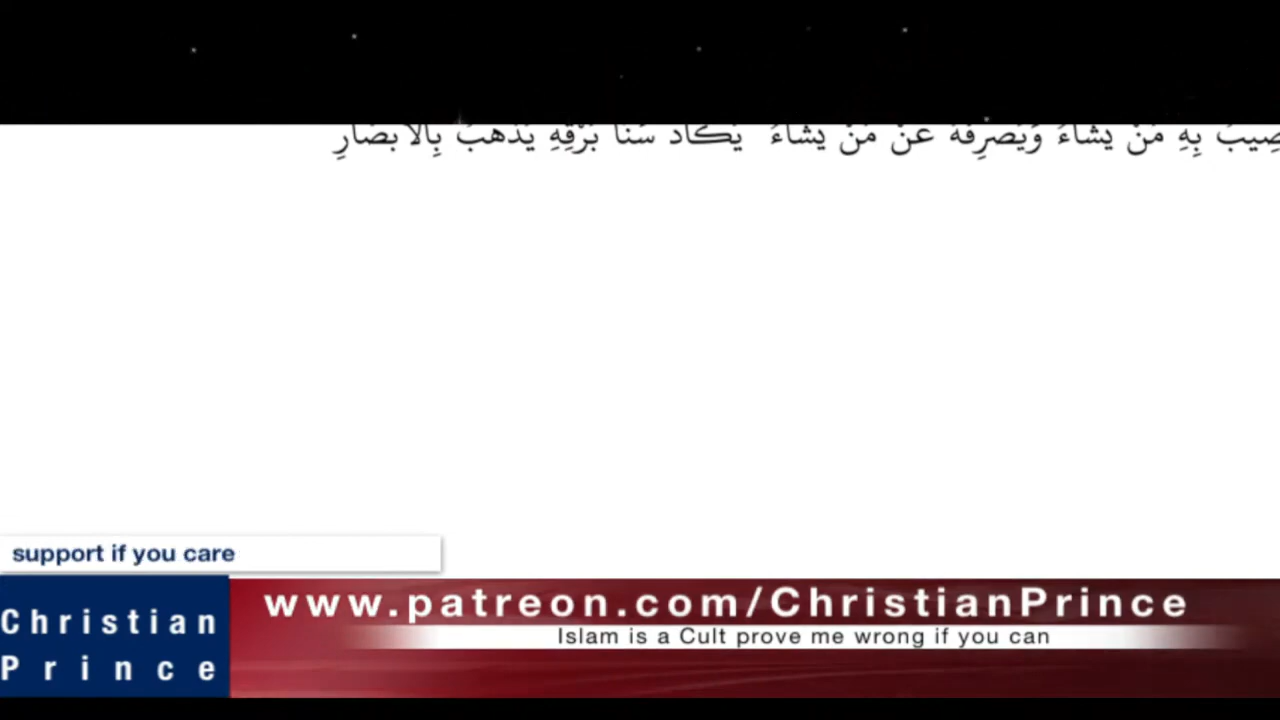 بِهِ مَنْ يَشَاءُ وَيَصْرِفُهُ عَنْ مَنْ يَشَاءُ يَكَادُ سَنَا بَرْقِهِ يَذْهَبُ بِالْأَبْصَارِ
support if you care
Christian
Prince
www.patreon.com/ChristianPrince
Islam is a Cult prove me wrong if you can